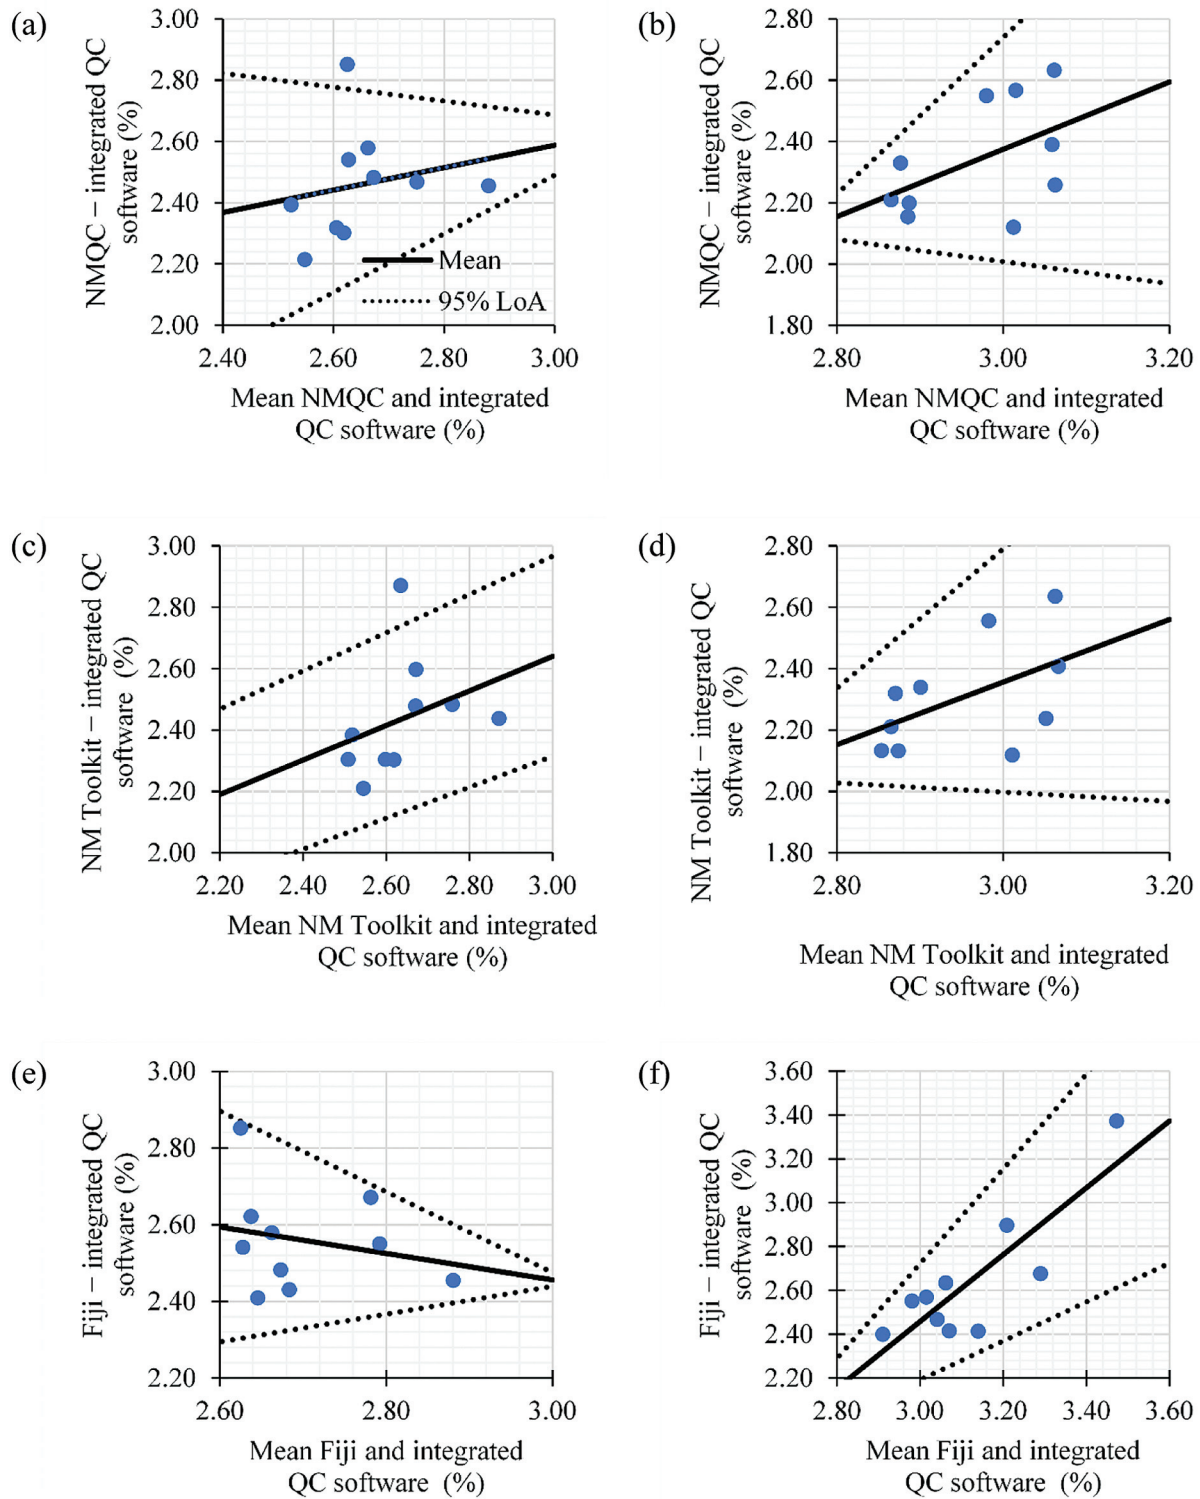 (a)
NMQC – integrated QC
software (%)
3.00
2.80
2.60
2.40
2.20
2.00
Mean
95% LoA
2.40 2.60 2.80 3.00
Mean NMQC and integrated
QC software (%)
(b)
NMQC – integrated QC
software (%)
2.80
2.60
2.40
2.20
2.00
1.80
2.80 3.00 3.20
Mean NMQC and integrated
QC software (%)
(c)
NM Toolkit – integrated QC
software (%)
3.00
2.80
2.60
2.40
2.20
2.00
2.20 2.40 2.60 2.80 3.00
Mean NM Toolkit and integrated
QC software (%)
(d)
NM Toolkit – integrated QC
software (%)
2.80
2.60
2.40
2.20
2.00
1.80
2.80 3.00 3.20
Mean NM Toolkit and integrated
QC software (%)
(e)
Fiji – integrated QC
software (%)
3.00
2.80
2.60
2.40
2.20
2.60 2.80 3.00
Mean Fiji and integrated
QC software (%)
(f)
Fiji – integrated QC
software (%)
3.60
3.40
3.20
3.00
2.80
2.60
2.40
2.20
2.80 3.00 3.20 3.40 3.60
Mean Fiji and integrated
QC software (%)